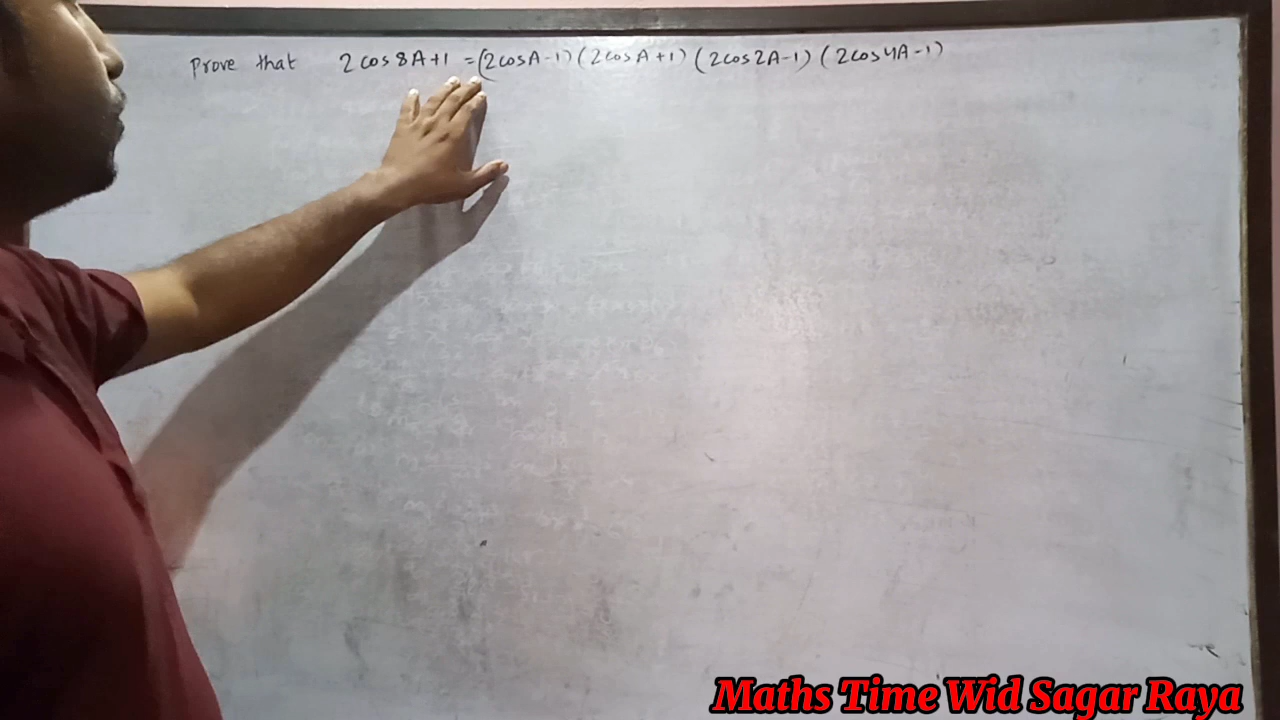 Prove that 2cos8A+1 =(2cosA-1)(2cosA+1)(2cos2A-1)(2cos4A-1)
Maths Time Wid Sagar Raya